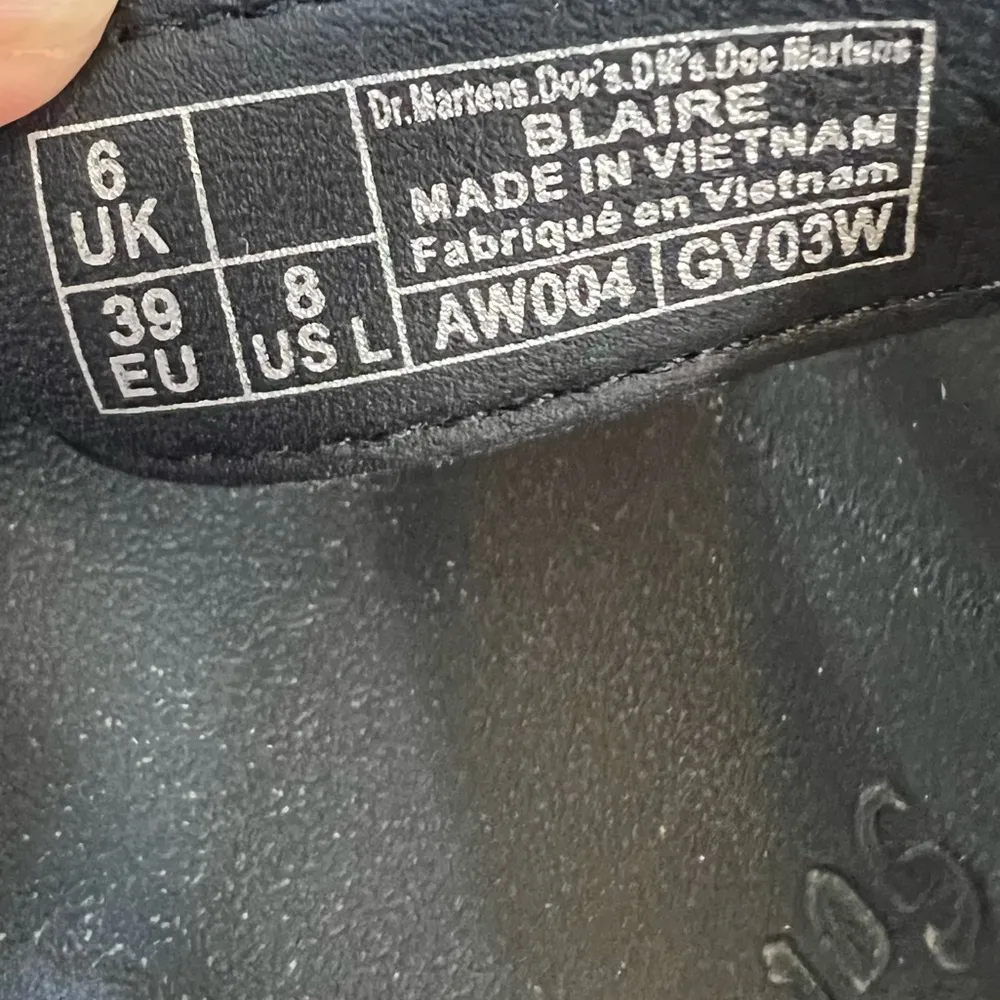 6
UK
39
EU
8
US L
Dr.Martens.Doc's.DM's.Doc Martens
BLAIRE
MADE IN VIETNAM
Fabriqué en Vietnam
AW004
GV03W